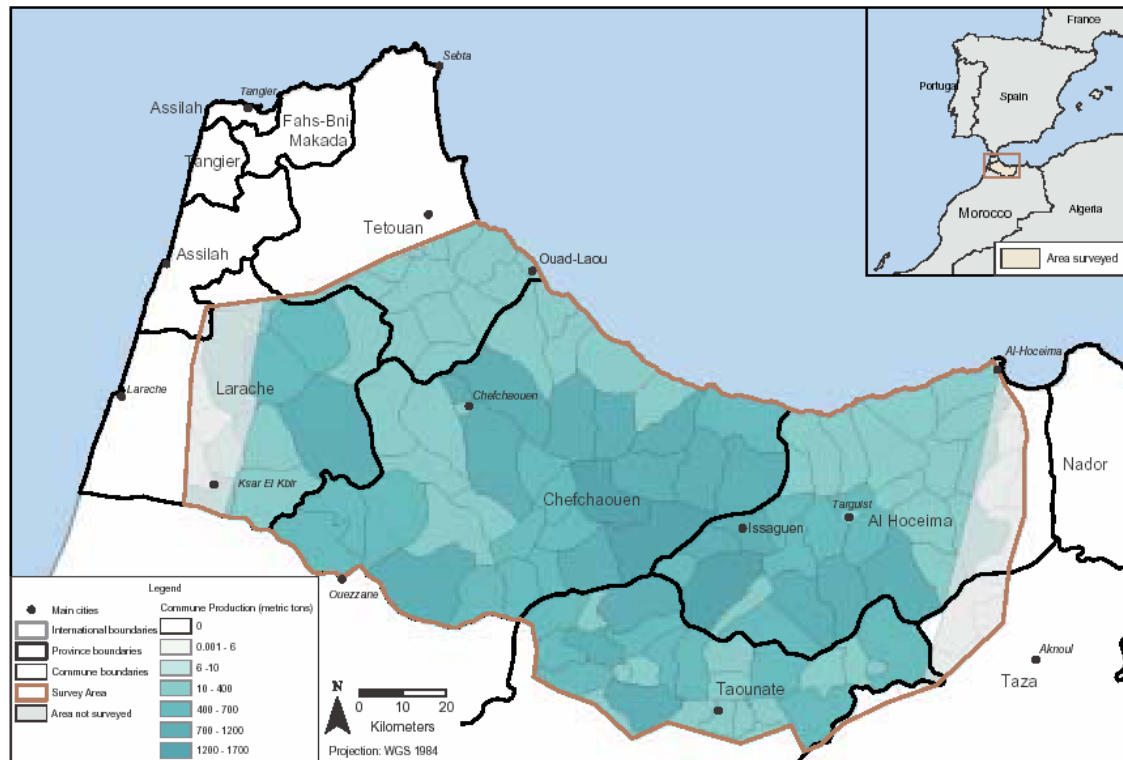 Sebta
Tangier
Assilah
Fahs-Bni
Makada
Tangier
Tetouan
Assilah
Ouad-Laou
Larache
Larache
Chefchaouen
Al-Hoceima
Ksar El Kbir
Nador
Chefchaouen
Targuist
Al Hoceima
Issaguen
Ouezzane
Aknoul
Taounate
Taza
France
Portugal
Spain
Morocco
Algeria
Area surveyed
Legend
Main cities
International boundaries
Province boundaries
Commune boundaries
Survey Area
Area not surveyed
Commune Production (metric tons)
0
0.001 - 6
6 -10
10 - 400
400 - 700
700 - 1200
1200 - 1700
N
0 10 20
Kilometers
Projection: WGS 1984